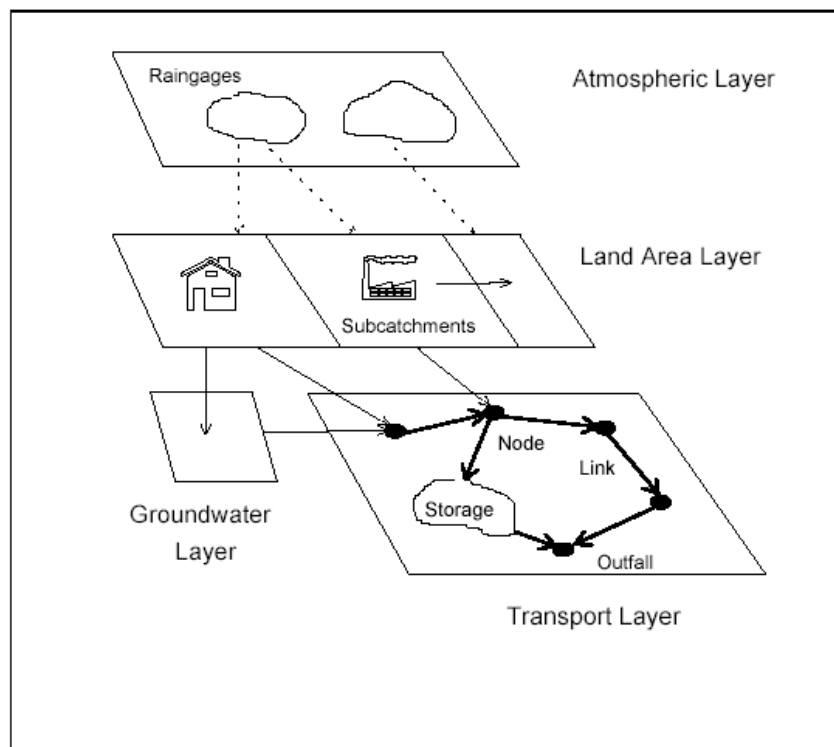 Raingages
Atmospheric Layer
Land Area Layer
Subcatchments
Node
Link
Storage
Groundwater
Layer
Outfall
Transport Layer